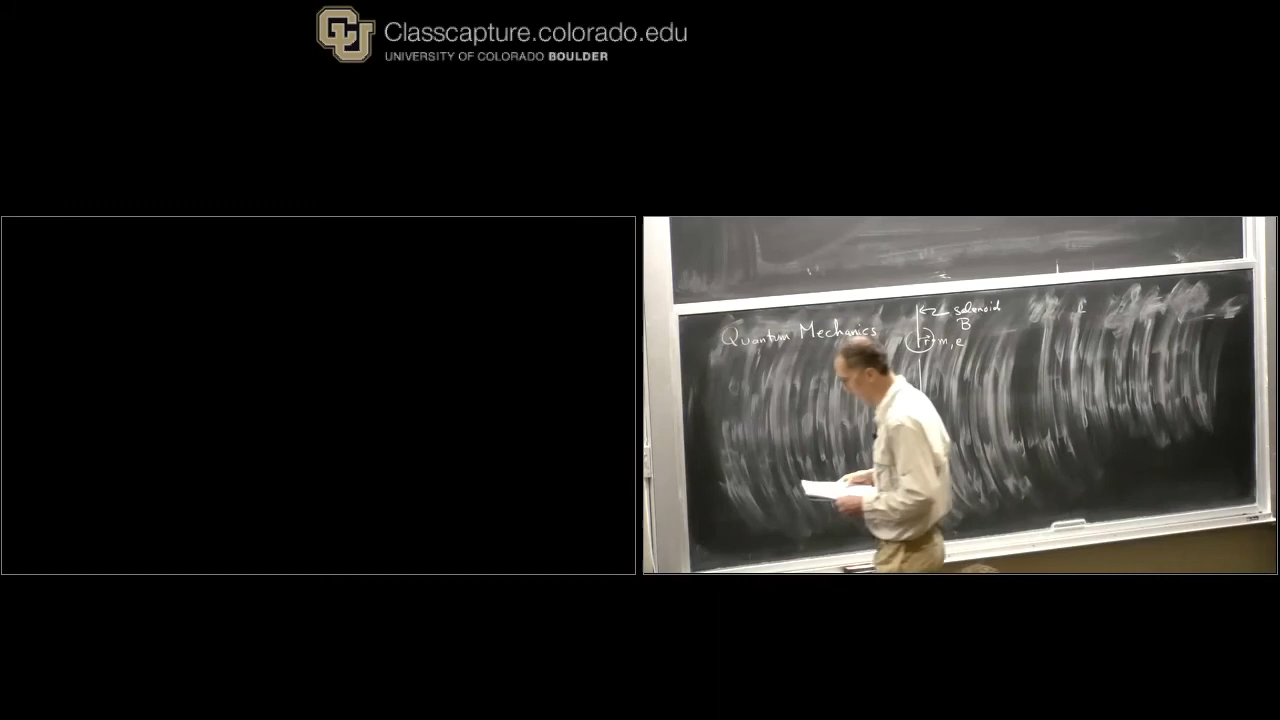 Classcapture.colorado.edu
UNIVERSITY OF COLORADO BOULDER
Quantum Mechanics
solenoid
B
r m, e